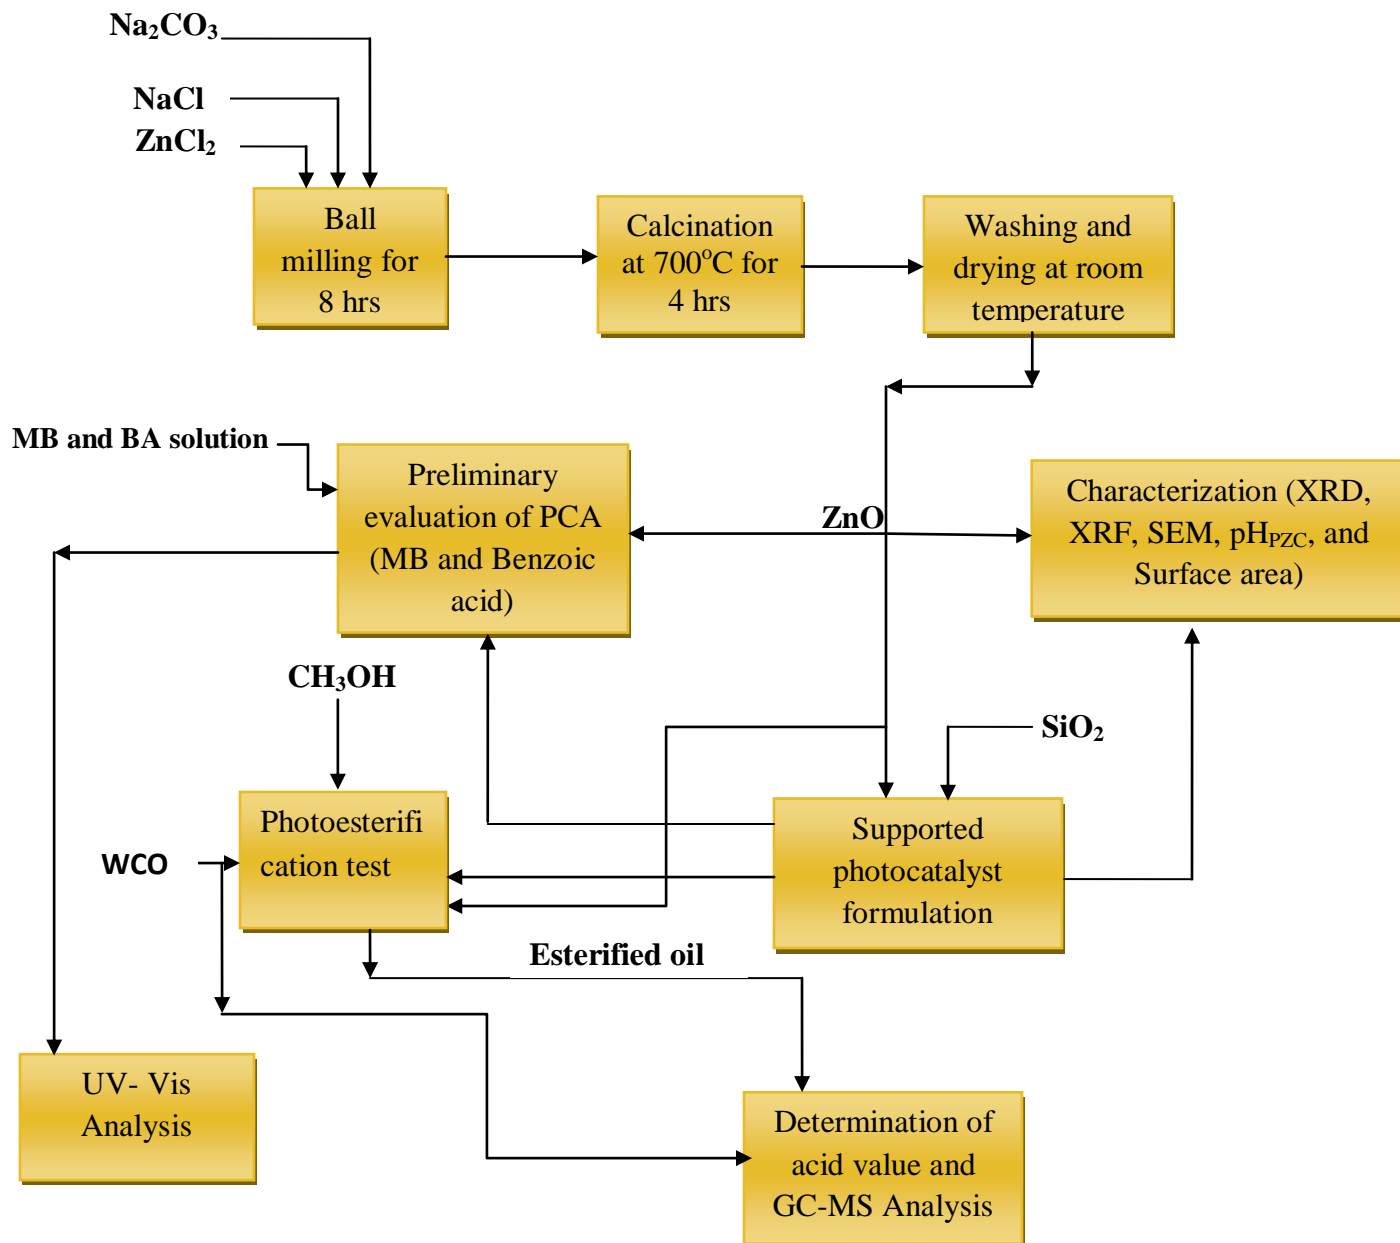 Na₂CO₃
NaCl
ZnCl₂
Ball
milling for
8 hrs
Calcination
at 700°C for
4 hrs
Washing and
drying at room
temperature
MB and BA solution
Preliminary
evaluation of PCA
(MB and Benzoic
acid)
ZnO
Characterization (XRD,
XRF, SEM, pH_PZC, and
Surface area)
CH₃OH
SiO₂
Photoesterifi
cation test
WCO
Supported
photocatalyst
formulation
Esterified oil
UV- Vis
Analysis
Determination of
acid value and
GC-MS Analysis